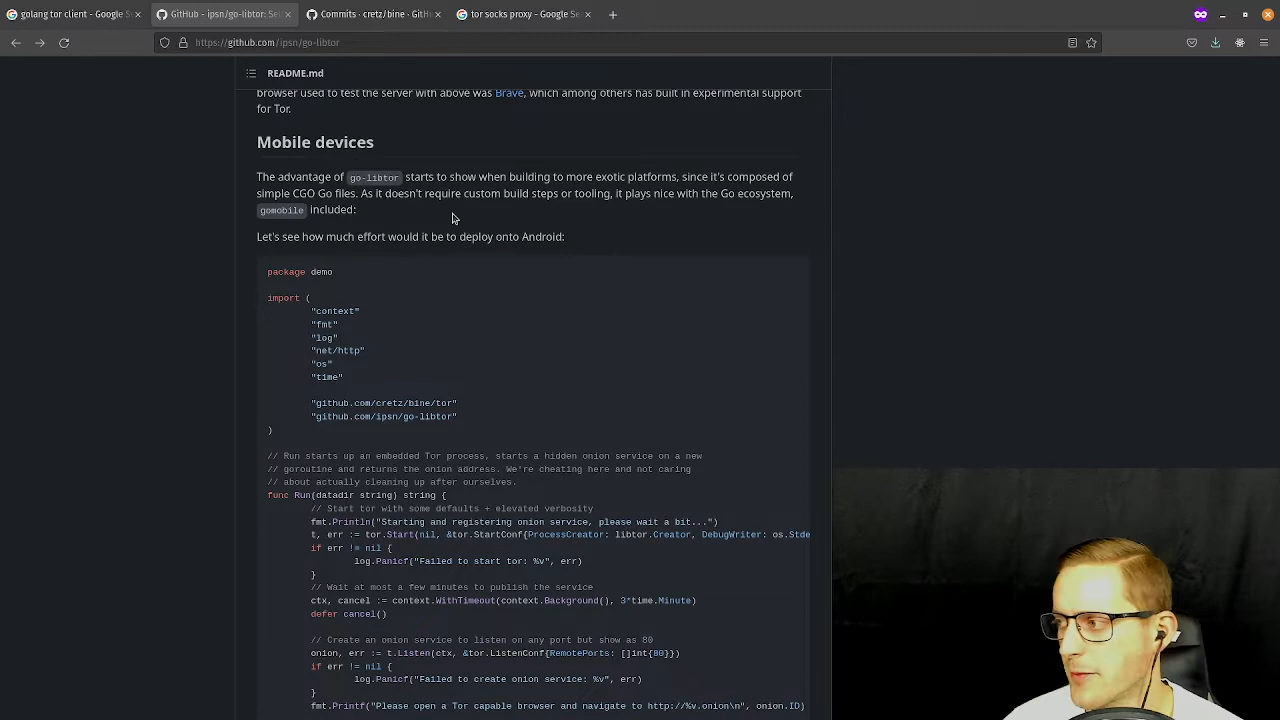 golang tor client - Google S
GitHub - ipsn/go-libtor: Se
Commits · cretz/bine · GitH
tor socks proxy - Google Se
https://github.com/ipsn/go-libtor
README.md
browser used to test the server with above was Brave, which among others has built in experimental support
for Tor.
Mobile devices
The advantage of go-libtor starts to show when building to more exotic platforms, since it's composed of
simple CGO Go files. As it doesn't require custom build steps or tooling, it plays nice with the Go ecosystem,
gomobile included:
Let's see how much effort would it be to deploy onto Android:
package demo
import (
"context"
"fmt"
"log"
"net/http"
"os"
"time"
"github.com/cretz/bine/tor"
"github.com/ipsn/go-libtor"
)
// Run starts up an embedded Tor process, starts a hidden onion service on a new
// goroutine and returns the onion address. We're cheating here and not caring
// about actually cleaning up after ourselves.
func Run(datadir string) string {
// Start tor with some defaults + elevated verbosity
fmt.Println("Starting and registering onion service, please wait a bit...")
t, err := tor.Start(nil, &tor.StartConf{ProcessCreator: libtor.Creator, DebugWriter: os.Stde
if err != nil {
log.Panicf("Failed to start tor: %v", err)
}
// Wait at most a few minutes to publish the service
ctx, cancel := context.WithTimeout(context.Background(), 3*time.Minute)
defer cancel()
// Create an onion service to listen on any port but show as 80
onion, err := t.Listen(ctx, &tor.ListenConf{RemotePorts: []int{80}})
if err != nil {
log.Panicf("Failed to create onion service: %v", err)
}
fmt.Printf("Please open a Tor capable browser and navigate to http://%v.onion\n", onion.ID)